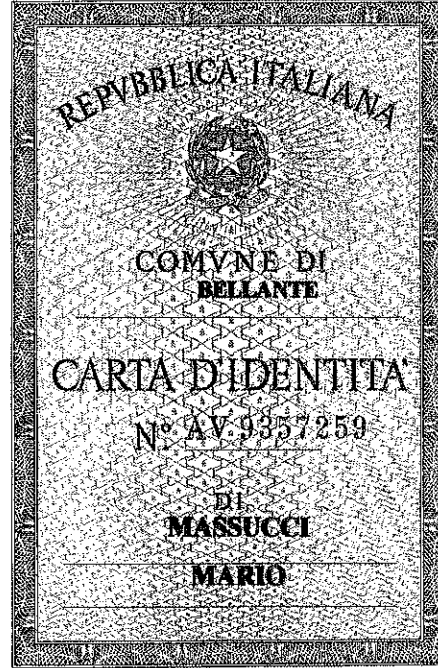 REPVBBLICA ITALIANA
COMVNE DI
BELLANTE
CARTA D'IDENTITA'
N° AV 9357259
DI
MASSUCCI
MARIO